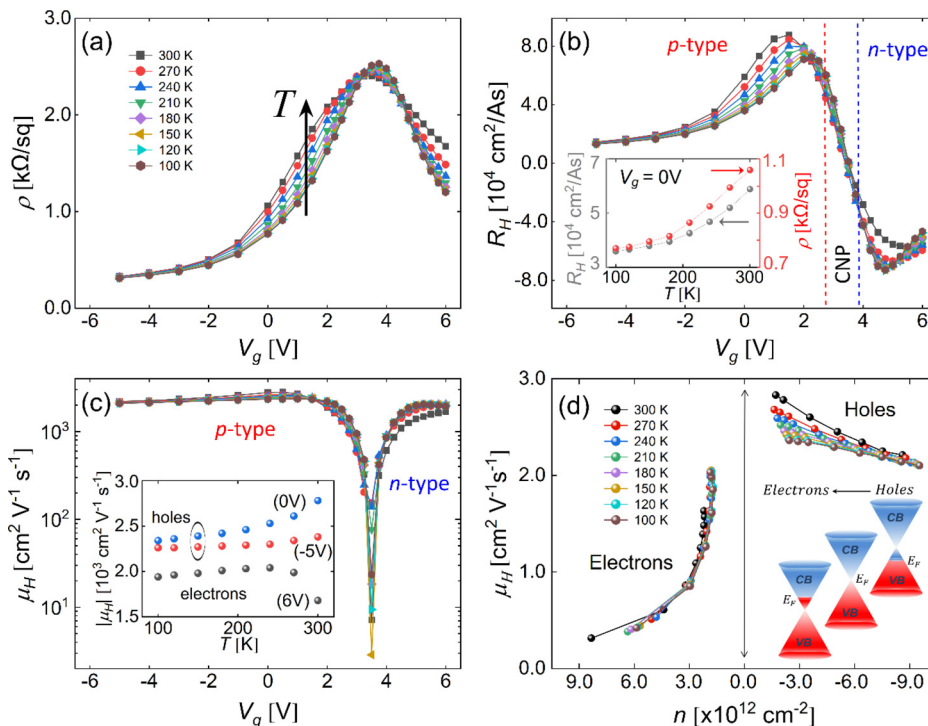 (a)
3.0
2.0
1.0
0.0
ρ [kΩ/sq]
300 K
270 K
240 K
210 K
180 K
150 K
120 K
100 K
T
-6 -4 -2 0 2 4 6
V_g [V]
(b)
p-type
n-type
8.0
4.0
0.0
-4.0
-8.0
R_H [10^4 cm^2/As]
V_g = 0V
7
5
3
R_H [10^4 cm^2/As]
1.1
0.9
0.7
ρ [kΩ/sq]
100 200 300
T [K]
CNP
-6 -4 -2 0 2 4 6
V_g [V]
(c)
p-type
n-type
10^3
10^2
10^1
μ_H [cm^2 V^-1 s^-1]
3.0
2.5
2.0
1.5
|μ_H| [10^3 cm^2 V^-1 s^-1]
holes
electrons
(0V)
(-5V)
(6V)
100 200 300
T [K]
-6 -4 -2 0 2 4 6
V_g [V]
(d)
3.0
2.0
1.0
0.0
μ_H [cm^2 V^-1 s^-1]
300 K
270 K
240 K
210 K
180 K
150 K
120 K
100 K
Holes
Electrons
Electrons ← Holes
CB
E_F
VB
CB
E_F
VB
CB
E_F
VB
9.0 6.0 3.0 0.0 -3.0 -6.0 -9.0
n [x10^12 cm^-2]